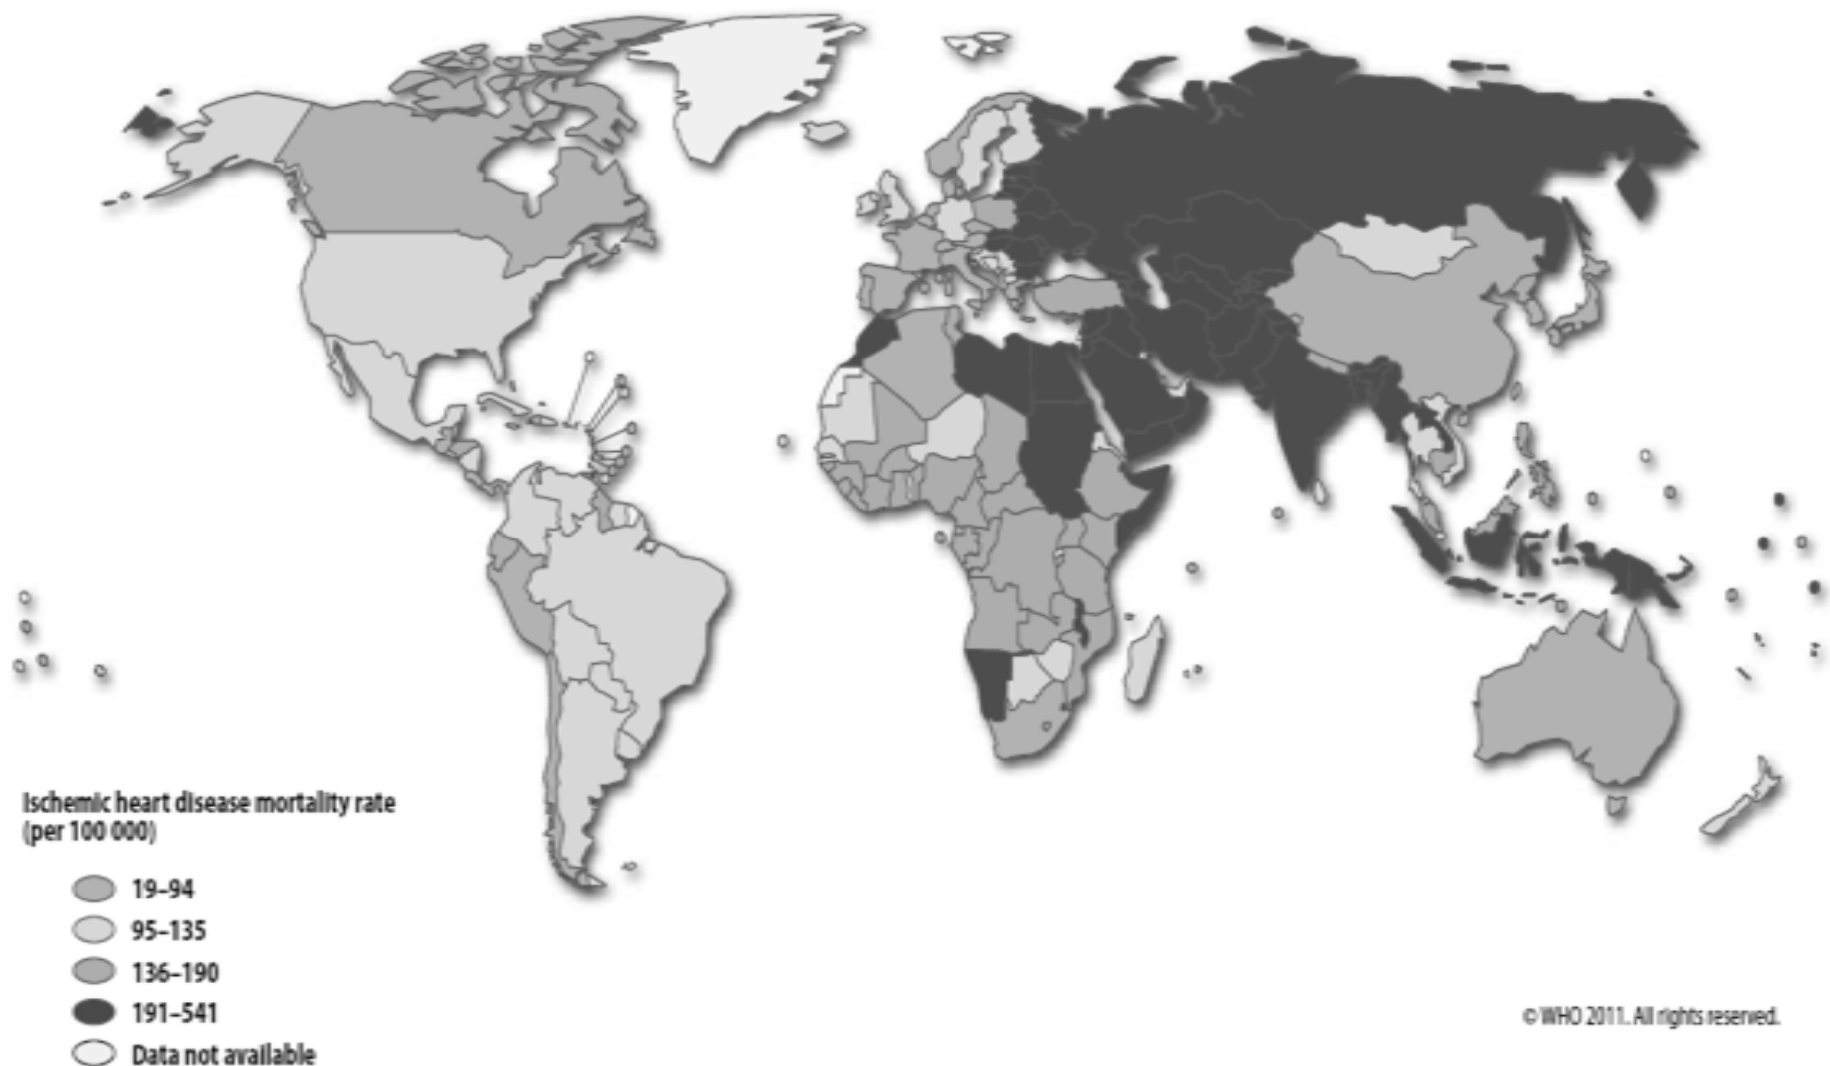 Ischemic heart disease mortality rate
(per 100 000)
19–94
95–135
136–190
191–541
Data not available
© WHO 2011. All rights reserved.